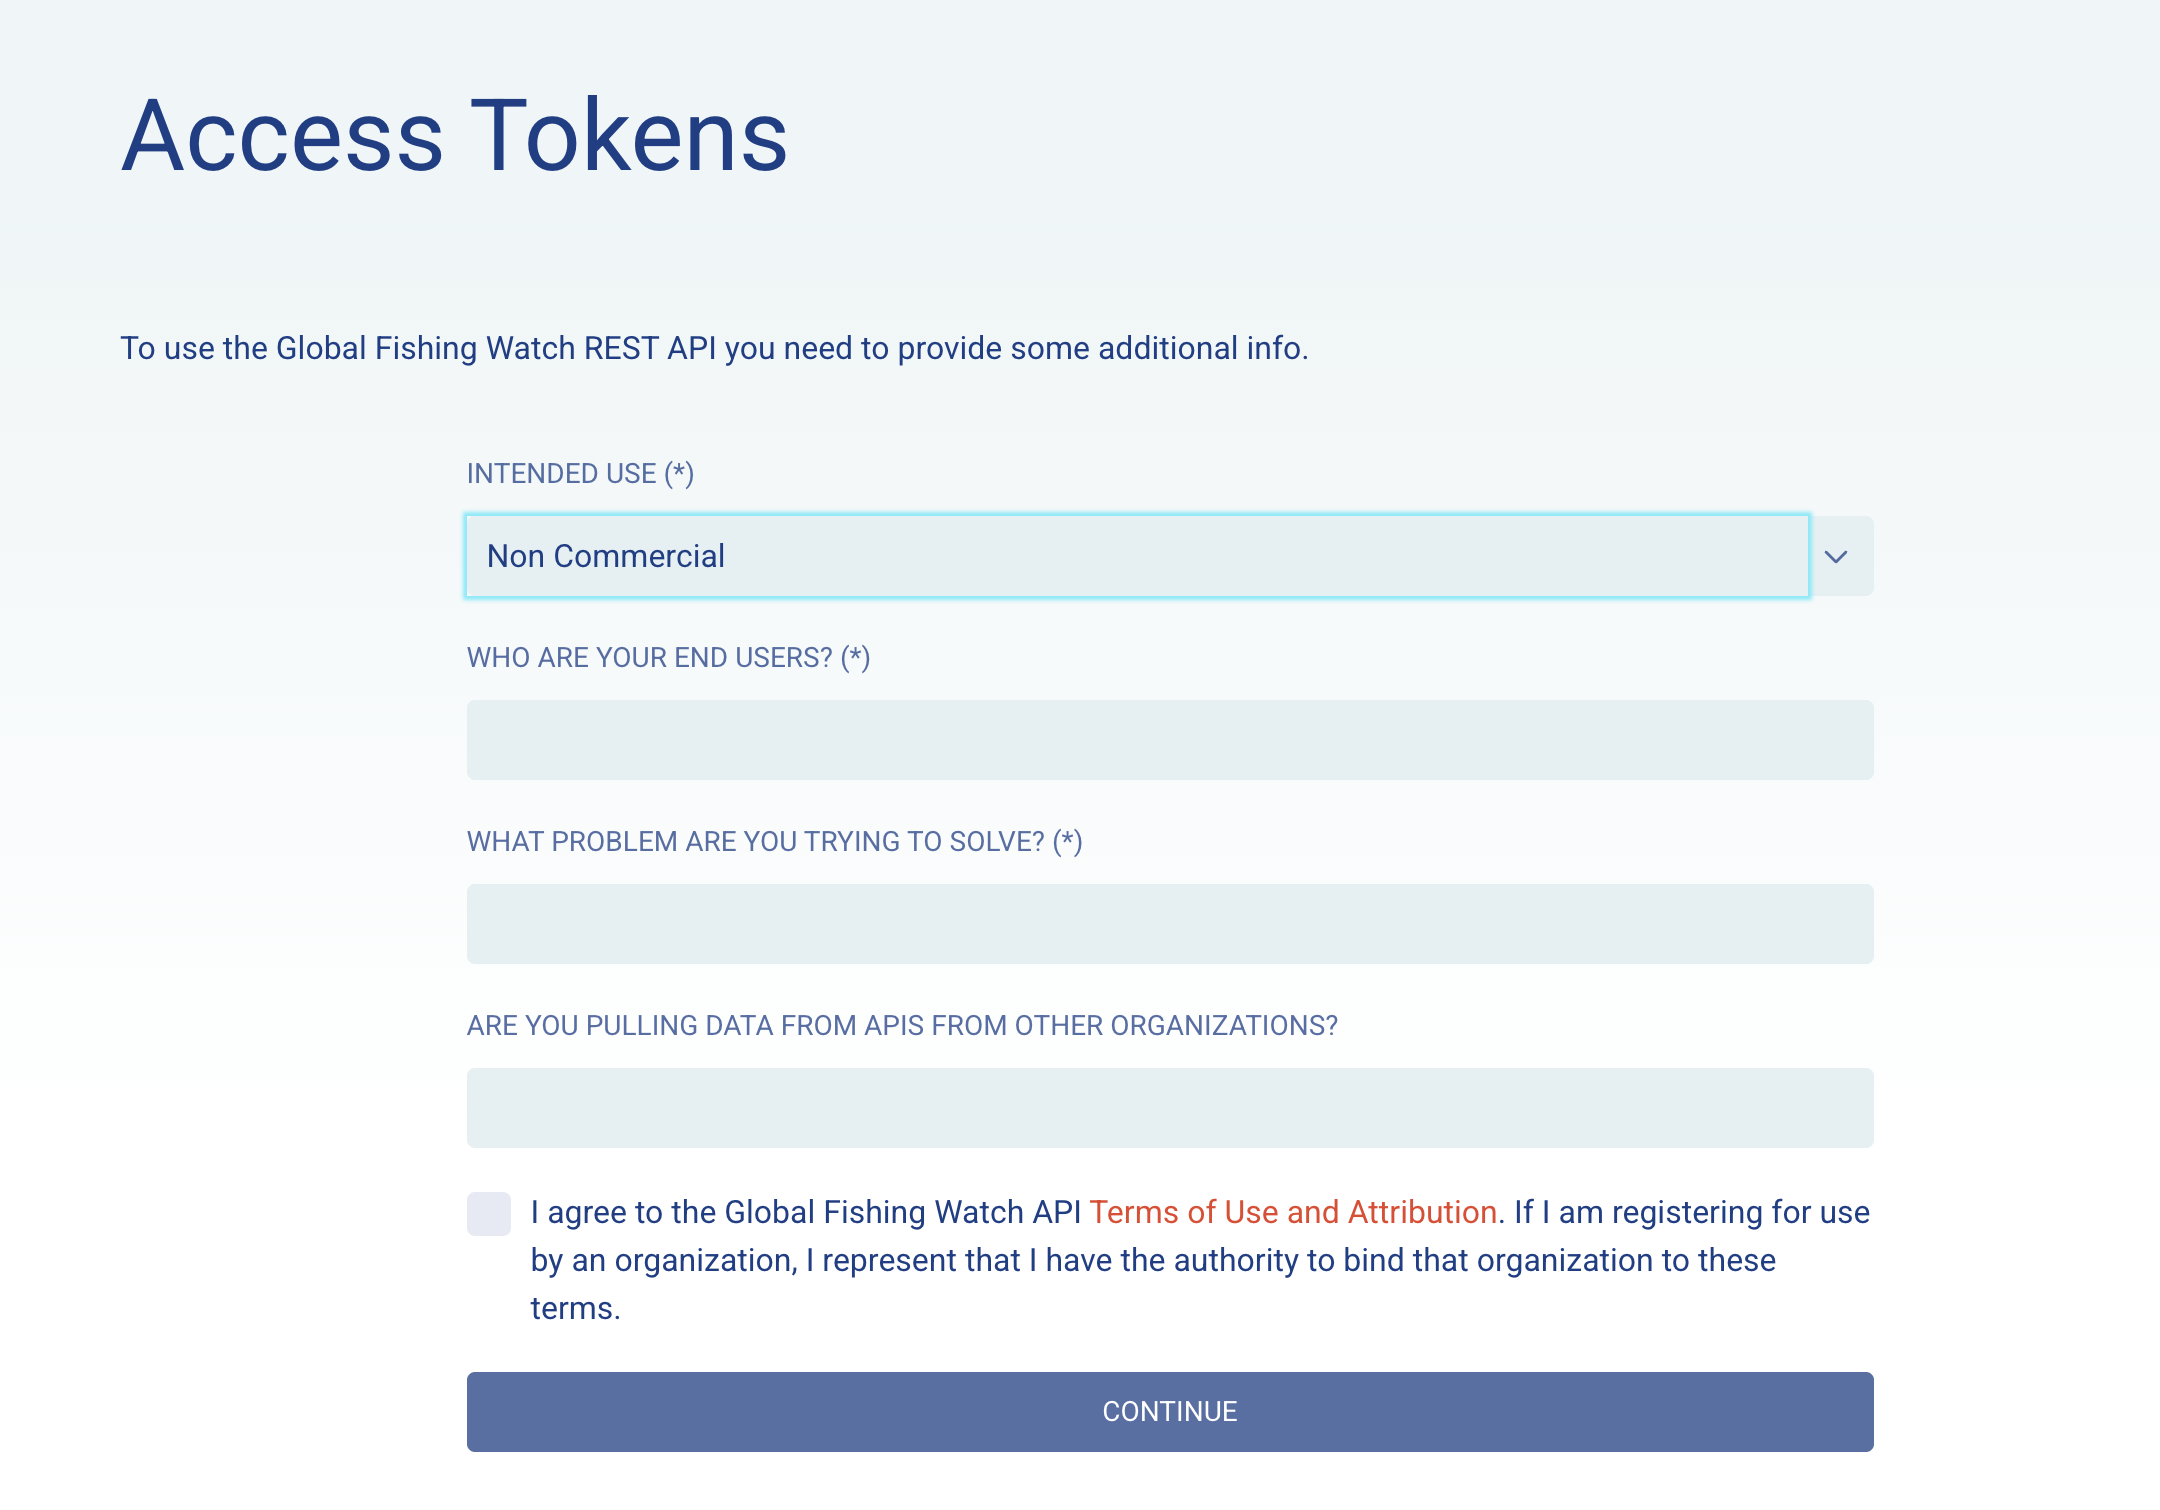 Access Tokens
To use the Global Fishing Watch REST API you need to provide some additional info.
INTENDED USE (*)
Non Commercial
WHO ARE YOUR END USERS? (*)
WHAT PROBLEM ARE YOU TRYING TO SOLVE? (*)
ARE YOU PULLING DATA FROM APIS FROM OTHER ORGANIZATIONS?
I agree to the Global Fishing Watch API Terms of Use and Attribution. If I am registering for use
by an organization, I represent that I have the authority to bind that organization to these
terms.
CONTINUE